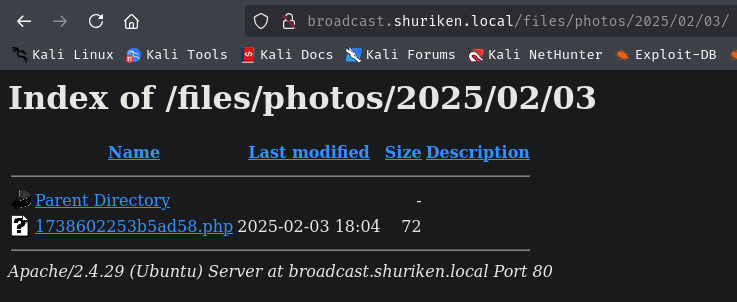 broadcast.shuriken.local/files/photos/2025/02/03/
Kali Linux Kali Tools Kali Docs Kali Forums Kali NetHunter Exploit-DB
Index of /files/photos/2025/02/03
Name Last modified Size Description
Parent Directory -
1738602253b5ad58.php 2025-02-03 18:04 72
Apache/2.4.29 (Ubuntu) Server at broadcast.shuriken.local Port 80